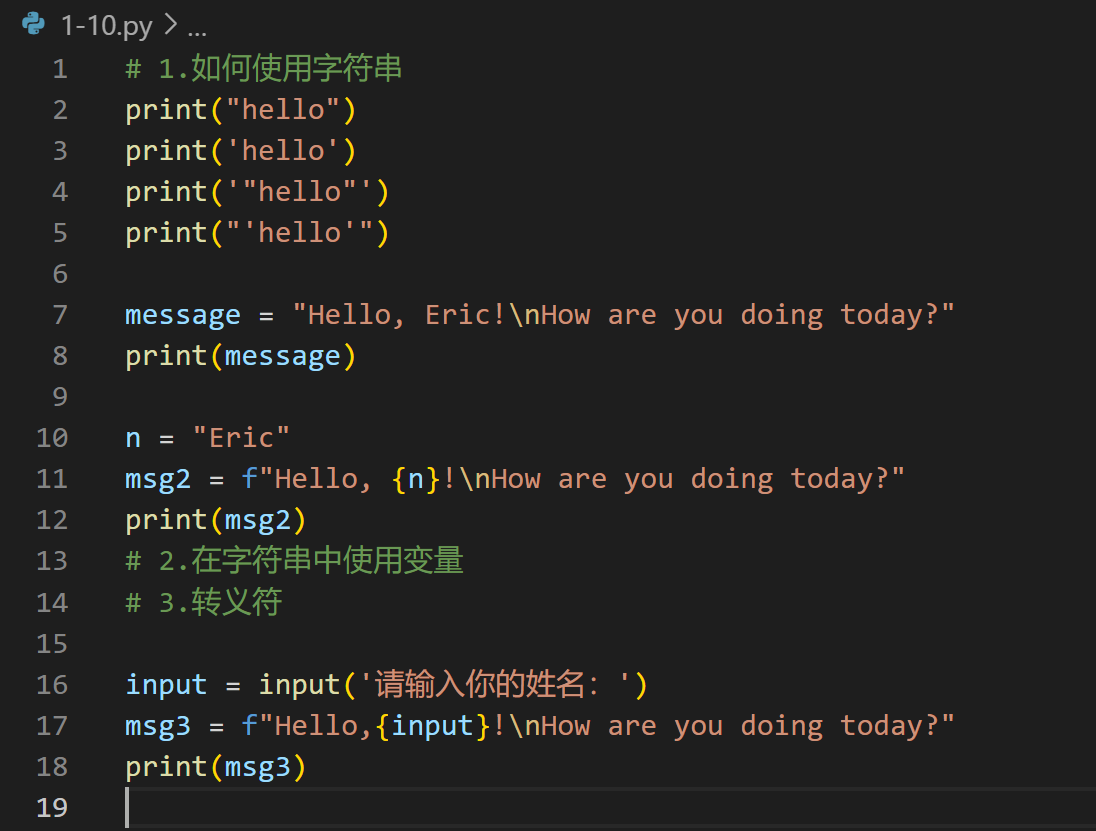 1-10.py > ...
1 # 1.如何使用字符串
2 print("hello")
3 print('hello')
4 print('"hello"')
5 print("'hello'")
6
7 message = "Hello, Eric!\nHow are you doing today?"
8 print(message)
9
10 n = "Eric"
11 msg2 = f"Hello, {n}!\nHow are you doing today?"
12 print(msg2)
13 # 2.在字符串中使用变量
14 # 3.转义符
15
16 input = input('请输入你的姓名：')
17 msg3 = f"Hello,{input}!\nHow are you doing today?"
18 print(msg3)
19